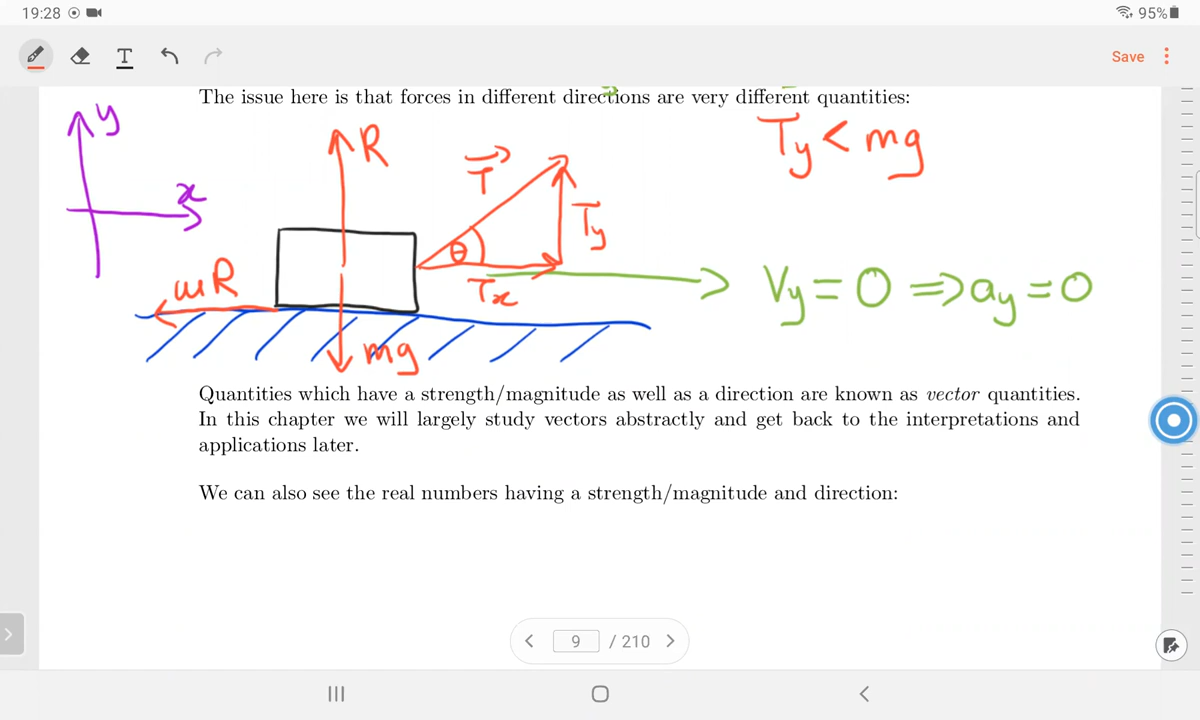 19:28
95%
T
Save
The issue here is that forces in different directions are very different quantities:
y
x
R
T
Ty
θ
Tx
μR
mg
Ty < mg
Vy = 0 ⇒ ay = 0
Quantities which have a strength/magnitude as well as a direction are known as vector quantities.
In this chapter we will largely study vectors abstractly and get back to the interpretations and
applications later.
We can also see the real numbers having a strength/magnitude and direction:
9 / 210